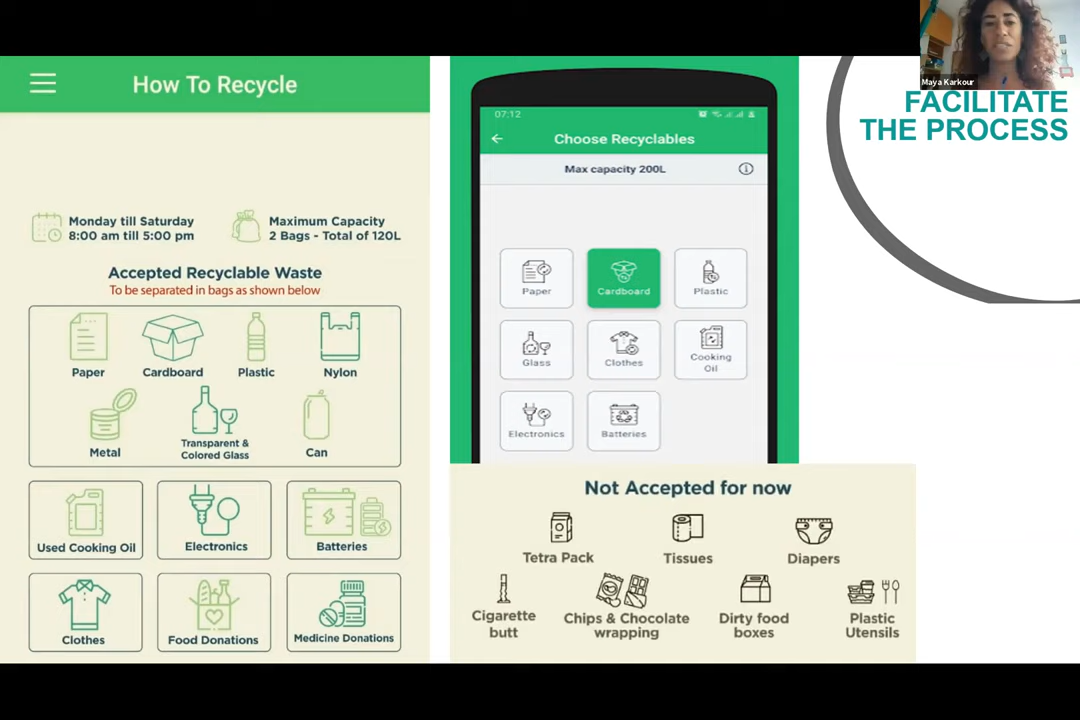 How To Recycle
Monday till Saturday
8:00 am till 5:00 pm
Maximum Capacity
2 Bags - Total of 120L
Accepted Recyclable Waste
To be separated in bags as shown below
Paper
Cardboard
Plastic
Nylon
Metal
Transparent &
Colored Glass
Can
Used Cooking Oil
Electronics
Batteries
Clothes
Food Donations
Medicine Donations
07:12
Choose Recyclables
Max capacity 200L
Paper
Cardboard
Plastic
Glass
Clothes
Cooking
Oil
Electronics
Batteries
Not Accepted for now
Tetra Pack
Tissues
Diapers
Cigarette
butt
Chips & Chocolate
wrapping
Dirty food
boxes
Plastic
Utensils
Maya Karkour
FACILITATE
THE PROCESS